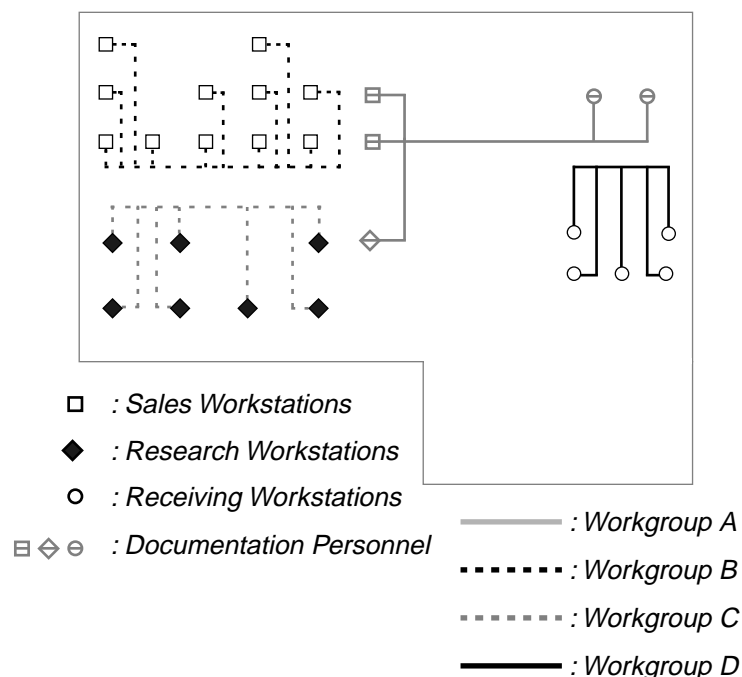 : Sales Workstations
: Research Workstations
: Receiving Workstations
: Documentation Personnel
: Workgroup A
: Workgroup B
: Workgroup C
: Workgroup D